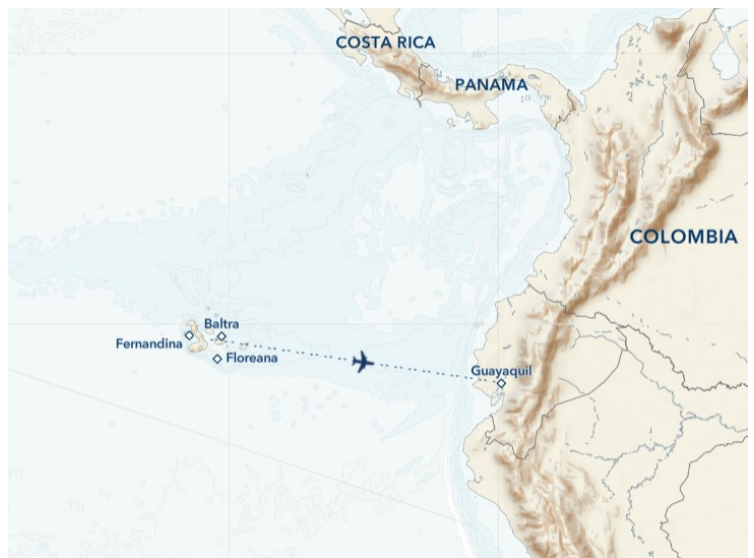 COSTA RICA
PANAMA
COLOMBIA
Baltra
Fernandina
Floreana
Guayaquil